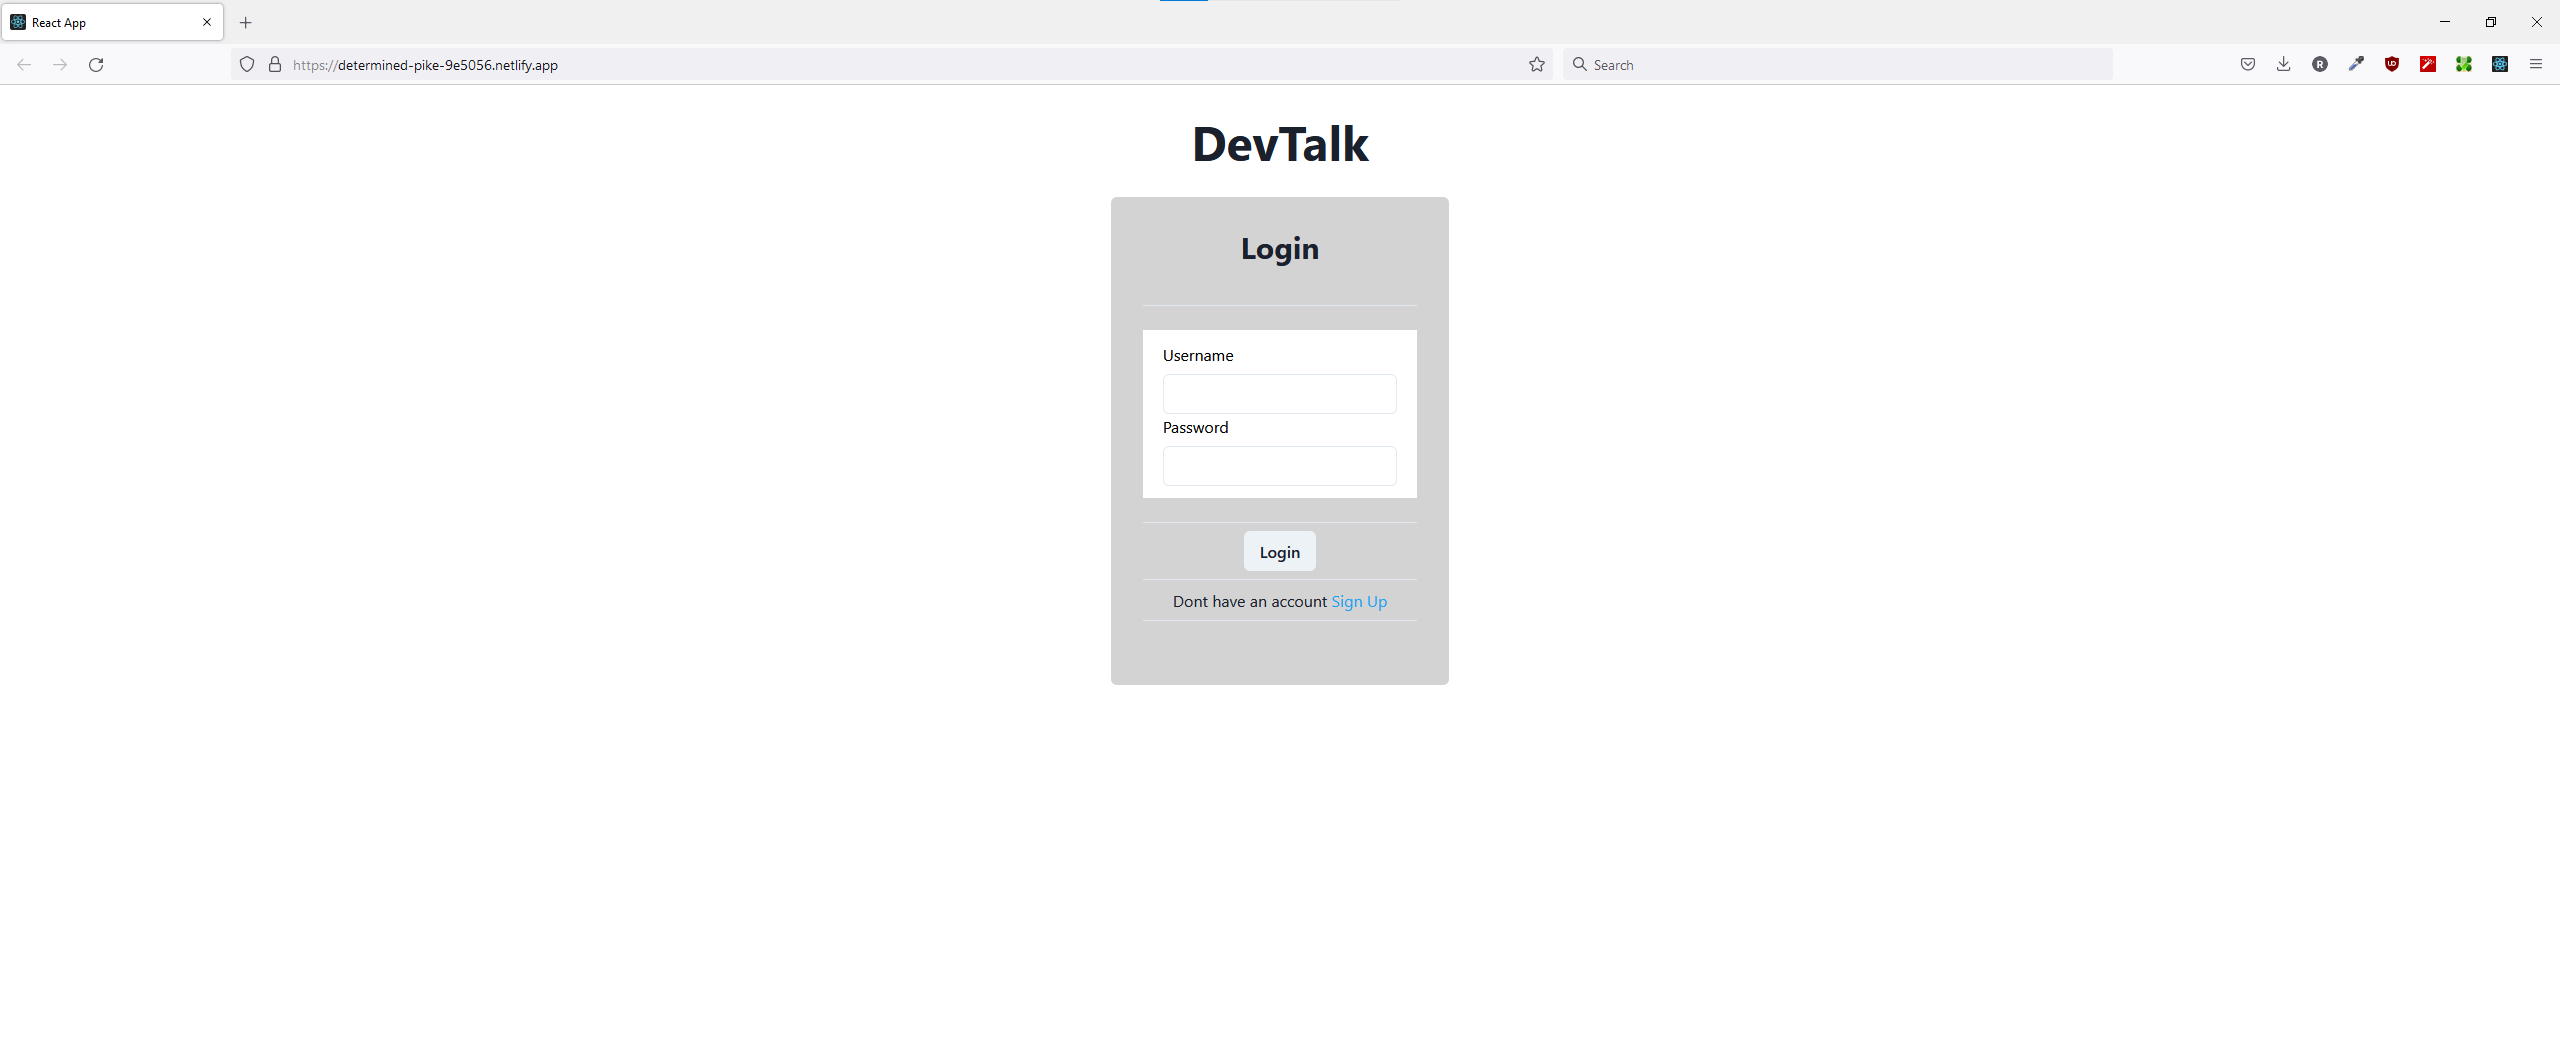 React App
https://determined-pike-9e5056.netlify.app
Search
DevTalk
Login
Username
Password
Login
Dont have an account Sign Up